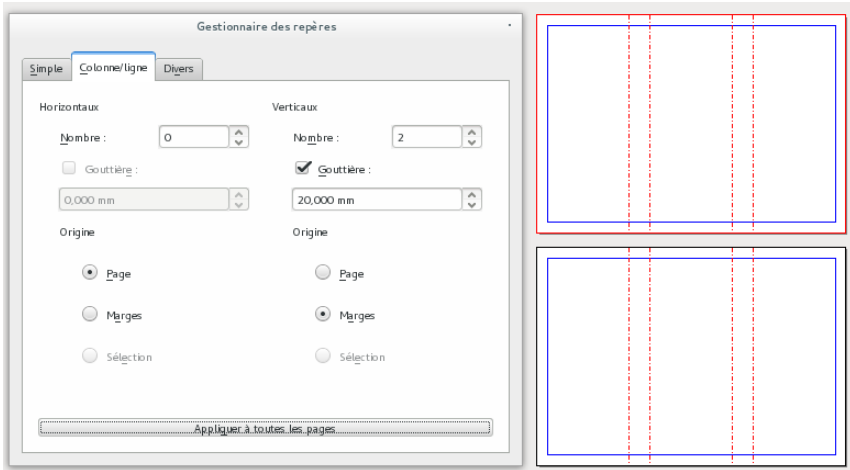 Gestionnaire des repères
Simple Colonne/ligne Divers
Horizontaux Verticaux
Nombre : 0 Nombre : 2
Gouttière : Gouttière :
0,000 mm 20,000 mm
Origine Origine
Page Page
Marges Marges
Sélection Sélection
Appliquer à toutes les pages